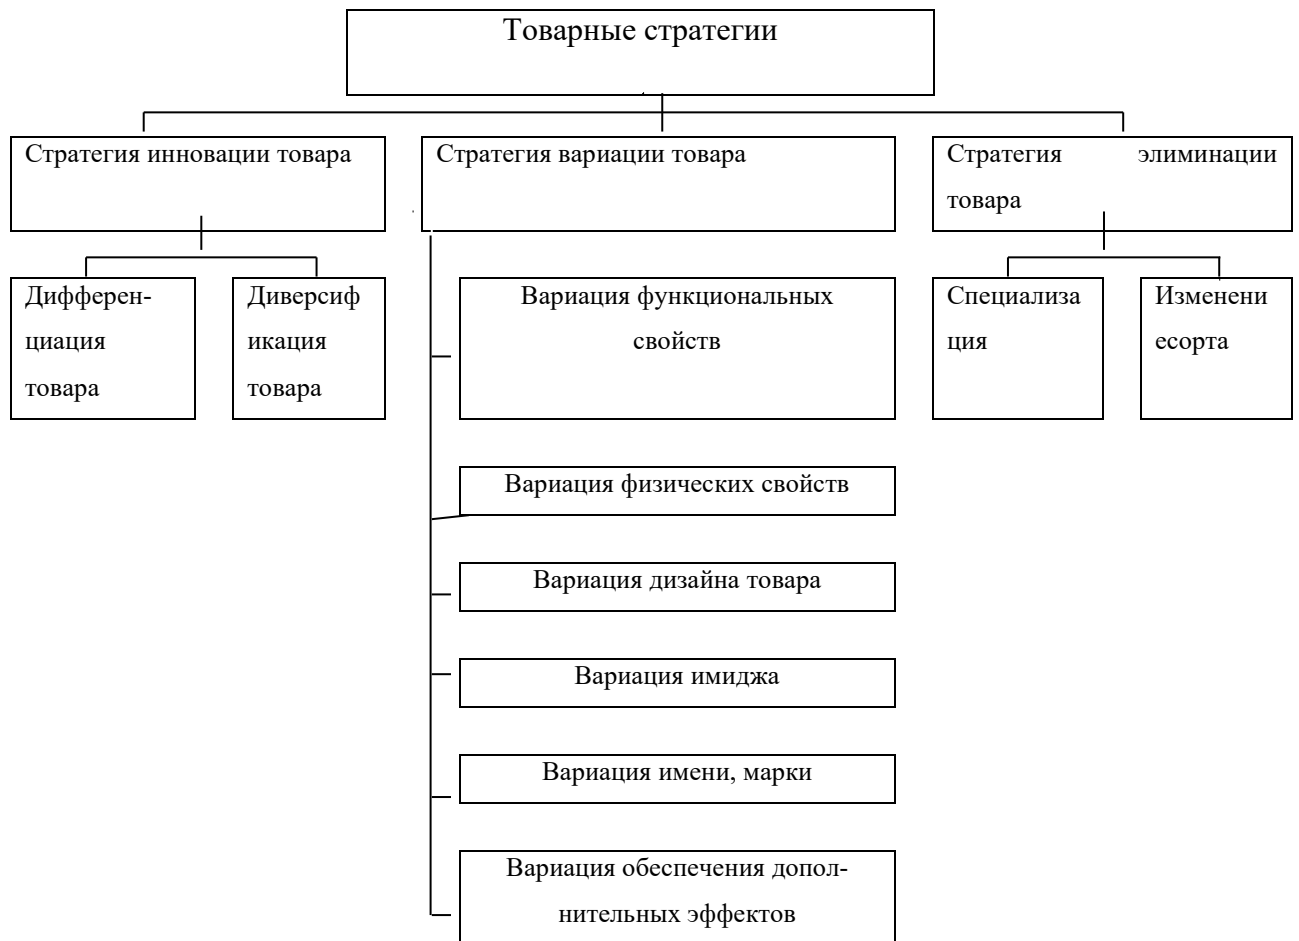 Товарные стратегии
Стратегия инновации товара
Стратегия вариации товара
Стратегия элиминации
товара
Дифферен-
циация
товара
Диверсиф
икация
товара
Вариация функциональных
свойств
Специализа
ция
Изменени
есорта
Вариация физических свойств
Вариация дизайна товара
Вариация имиджа
Вариация имени, марки
Вариация обеспечения допол-
нительных эффектов